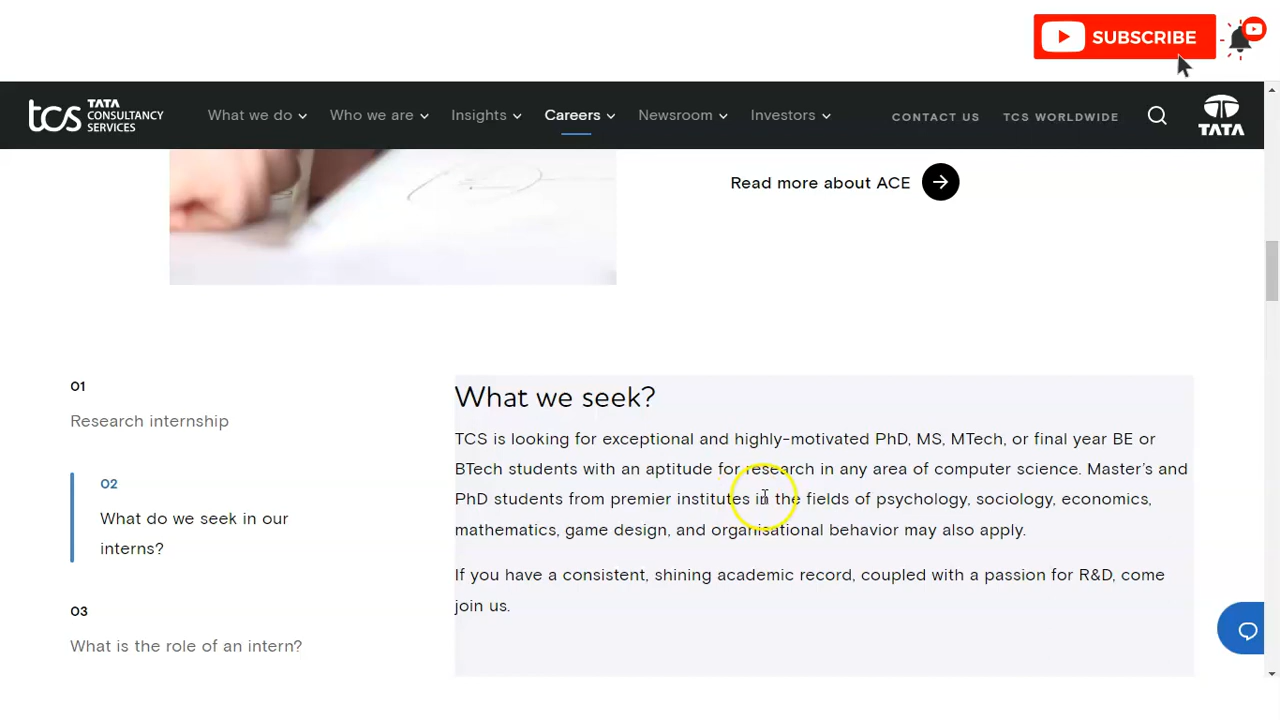 SUBSCRIBE
tcs TATA CONSULTANCY SERVICES
What we do
Who we are
Insights
Careers
Newsroom
Investors
CONTACT US
TCS WORLDWIDE
TATA
Read more about ACE
01
Research internship
02
What do we seek in our
interns?
03
What is the role of an intern?
What we seek?
TCS is looking for exceptional and highly-motivated PhD, MS, MTech, or final year BE or
BTech students with an aptitude for research in any area of computer science. Master's and
PhD students from premier institutes in the fields of psychology, sociology, economics,
mathematics, game design, and organisational behavior may also apply.
If you have a consistent, shining academic record, coupled with a passion for R&D, come
join us.